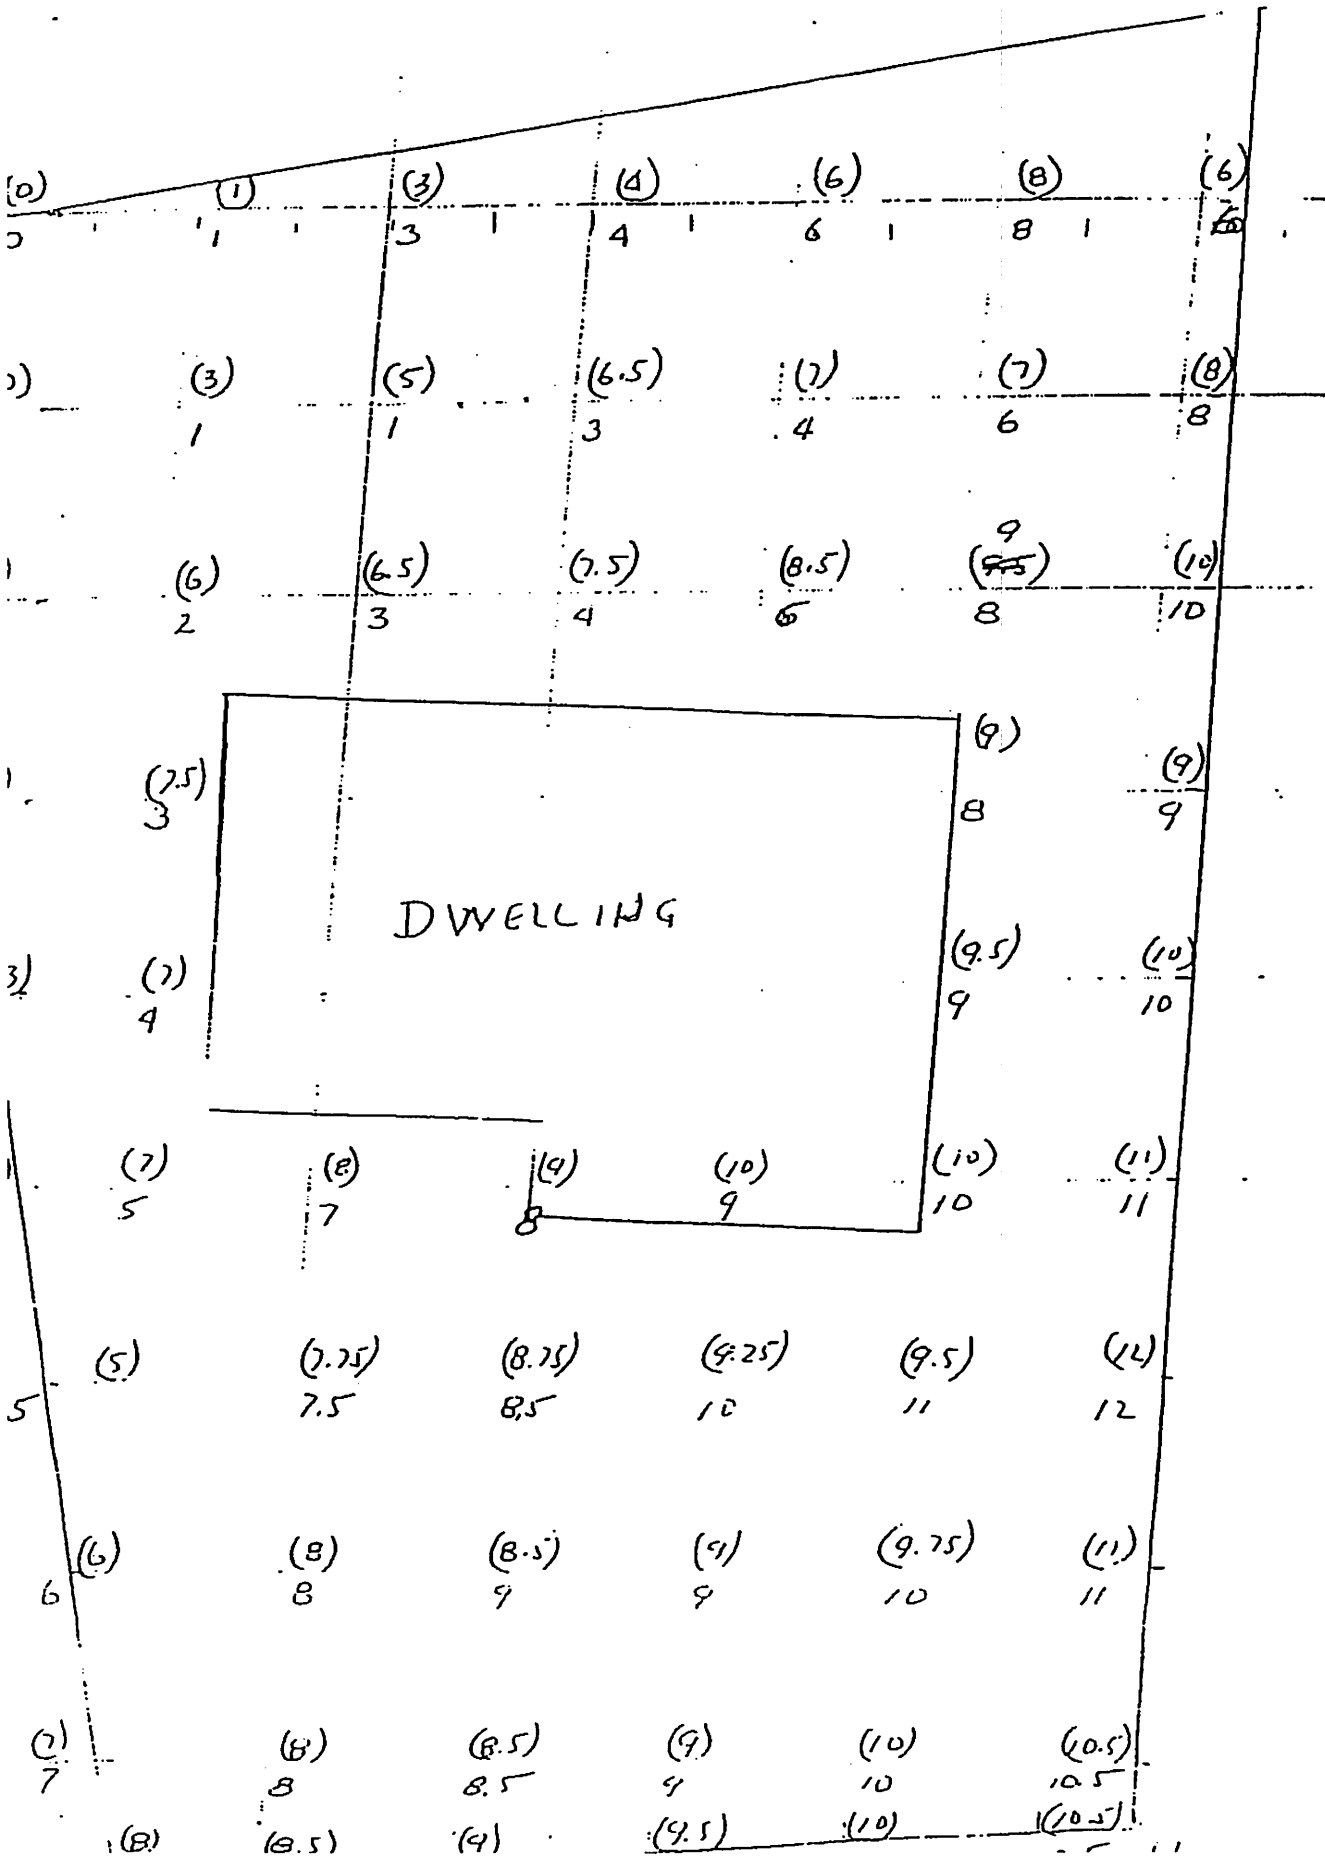 (0) (1) (3) (4) (6) (8) (6)
1 3 4 6 8
(3) (5) (6.5) (7) (7) (8)
1 1 3 4 6 8
9
(6) (6.5) (7.5) (8.5) (10)
2 3 4 8 10
(9)
(7.5) (9)
3 8 9
DWELLING
(7) (9.5) (10)
4 9 10
(7) (8) (9) (10) (10) (11)
5 7 9 10 11
8
(5) (7.75) (8.75) (9.25) (9.5) (12)
5 7.5 8.5 10 11 12
(6) (8) (8.5) (9) (9.75) (11)
6 8 9 9 10 11
(7) (8) (8.5) (9) (10) (10.5)
7 8 8.5 9 10 10.5
(8) (8.5) (9) (9.5) (10) (10.5)